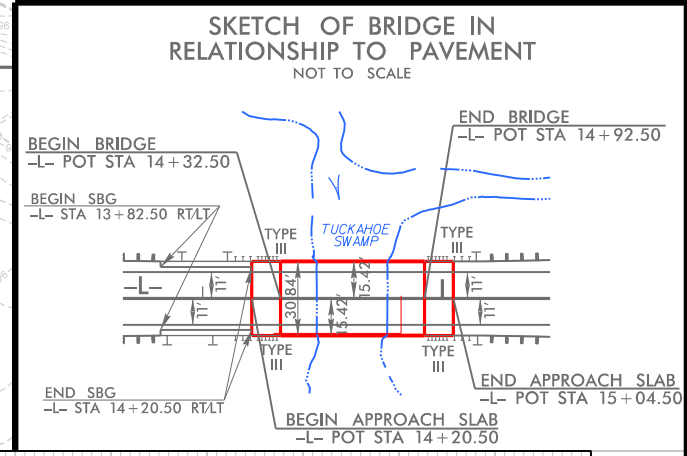 SKETCH OF BRIDGE IN
RELATIONSHIP TO PAVEMENT
NOT TO SCALE
END BRIDGE
-L- POT STA 14+92.50
BEGIN BRIDGE
-L- POT STA 14+32.50
BEGIN SBG
-L- STA 13+82.50 RT/LT
TYPE
III
TUCKAHOE
SWAMP
TYPE
III
-L-
11'
11'
30.84'
15.42'
15.42'
11'
11'
TYPE
III
TYPE
III
END SBG
-L- STA 14+20.50 RT/LT
END APPROACH SLAB
-L- POT STA 15+04.50
BEGIN APPROACH SLAB
-L- POT STA 14+20.50